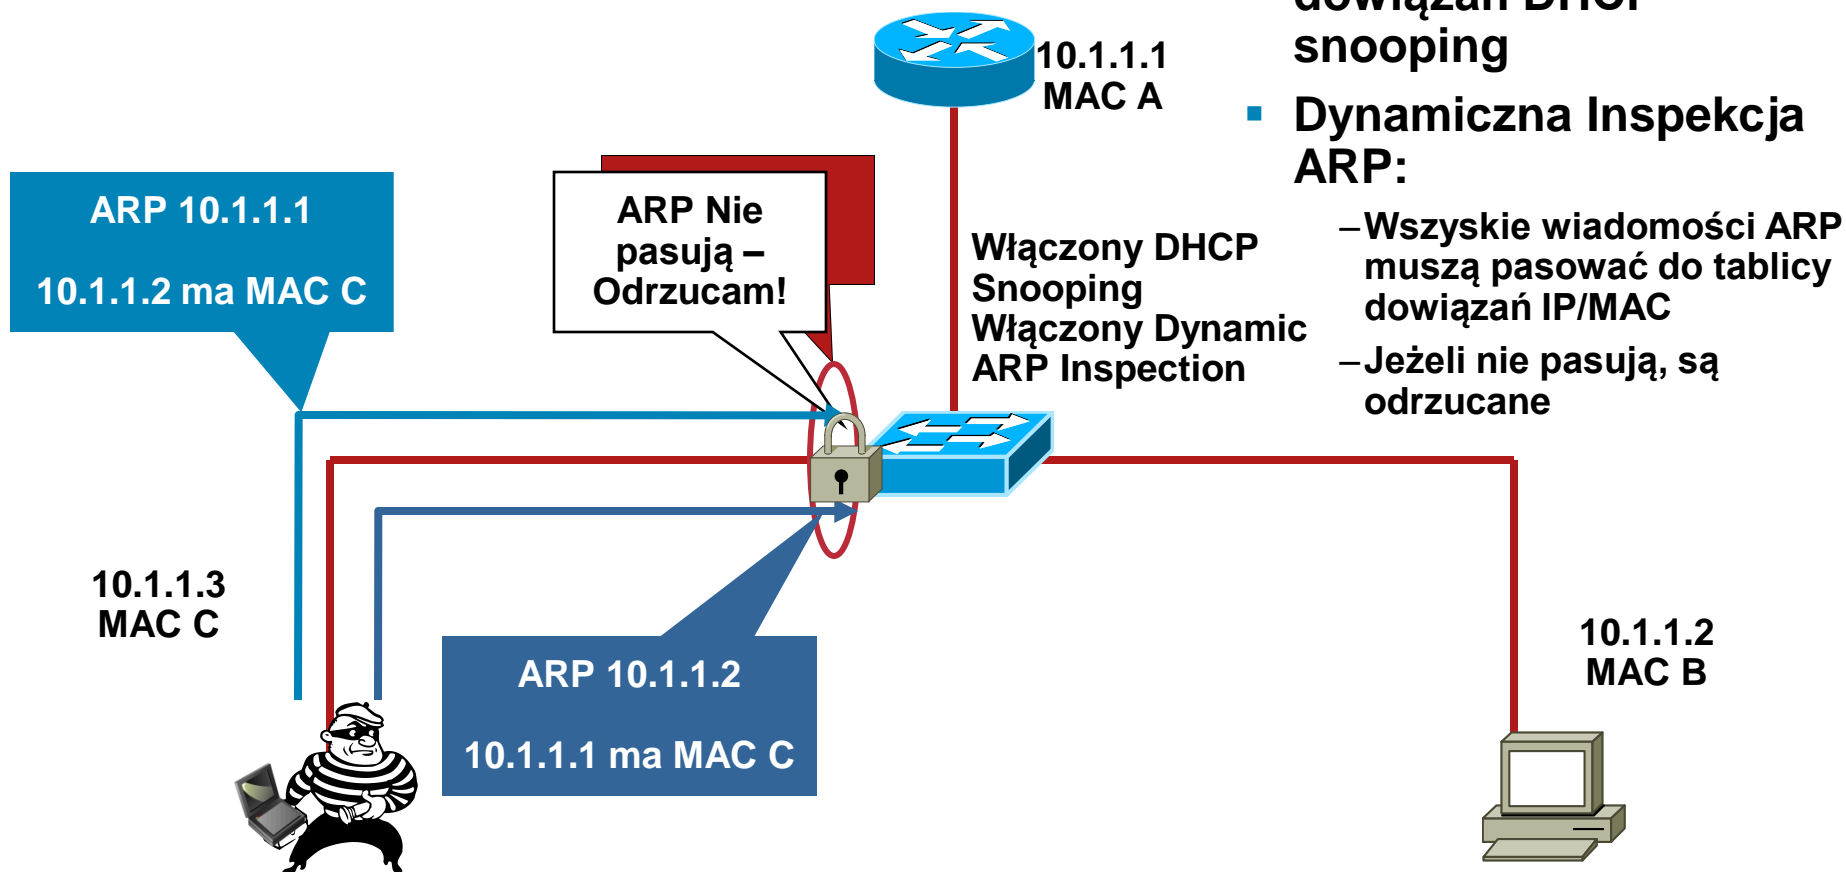 snooping
Dynamiczna Inspekcja
ARP:
–Wszyskie wiadomości ARP
muszą pasować do tablicy
dowiązań IP/MAC
–Jeżeli nie pasują, są
odrzucane
10.1.1.1
MAC A
ARP 10.1.1.1
10.1.1.2 ma MAC C
ARP Nie
pasują –
Odrzucam!
Włączony DHCP
Snooping
Włączony Dynamic
ARP Inspection
10.1.1.3
MAC C
ARP 10.1.1.2
10.1.1.1 ma MAC C
10.1.1.2
MAC B